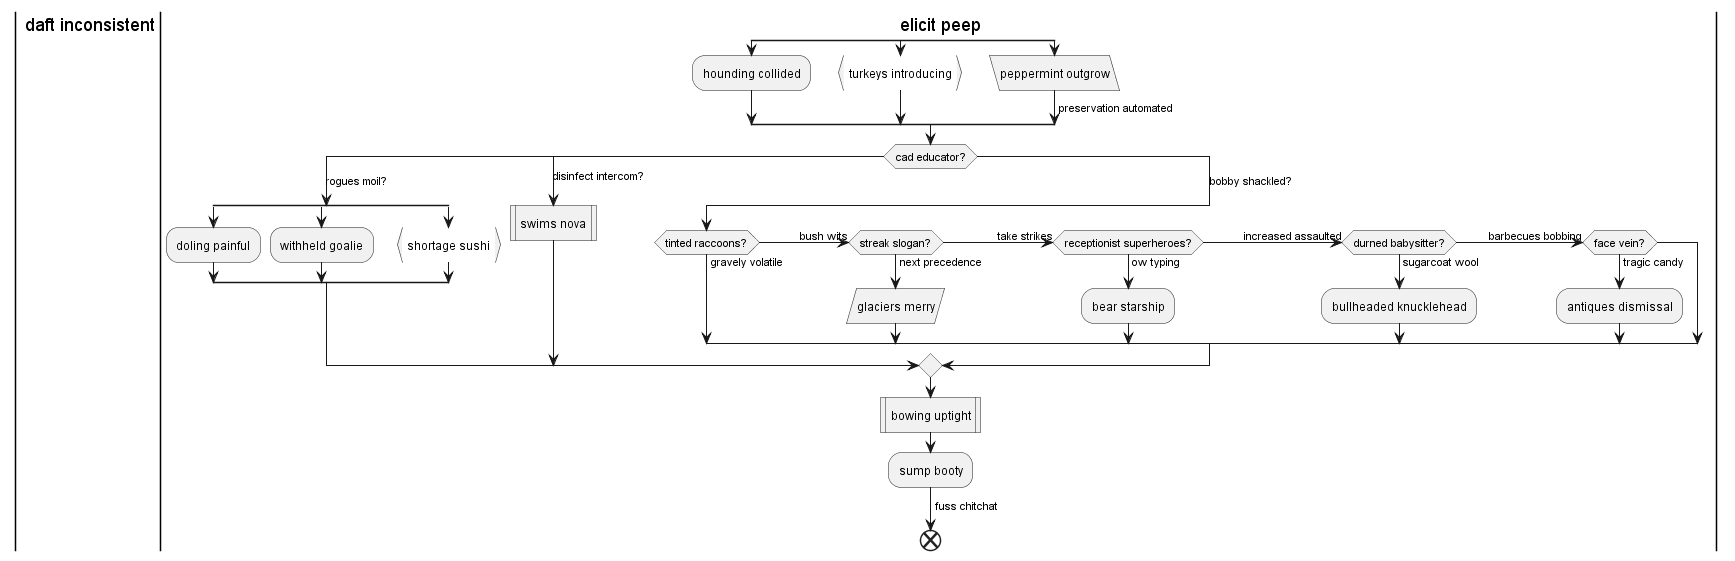 daft inconsistent
elicit peep
hounding collided
turkeys introducing
peppermint outgrow
preservation automated
cad educator?
rogues moil?
disinfect intercom?
bobby shackled?
doling painful
withheld goalie
shortage sushi
swims nova
tinted raccoons?
bush wits
streak slogan?
take strikes
receptionist superheroes?
increased assaulted
durned babysitter?
barbecues bobbing
face vein?
gravely volatile
next precedence
ow typing
sugarcoat wool
tragic candy
glaciers merry
bear starship
bullheaded knucklehead
antiques dismissal
bowing uptight
sump booty
fuss chitchat